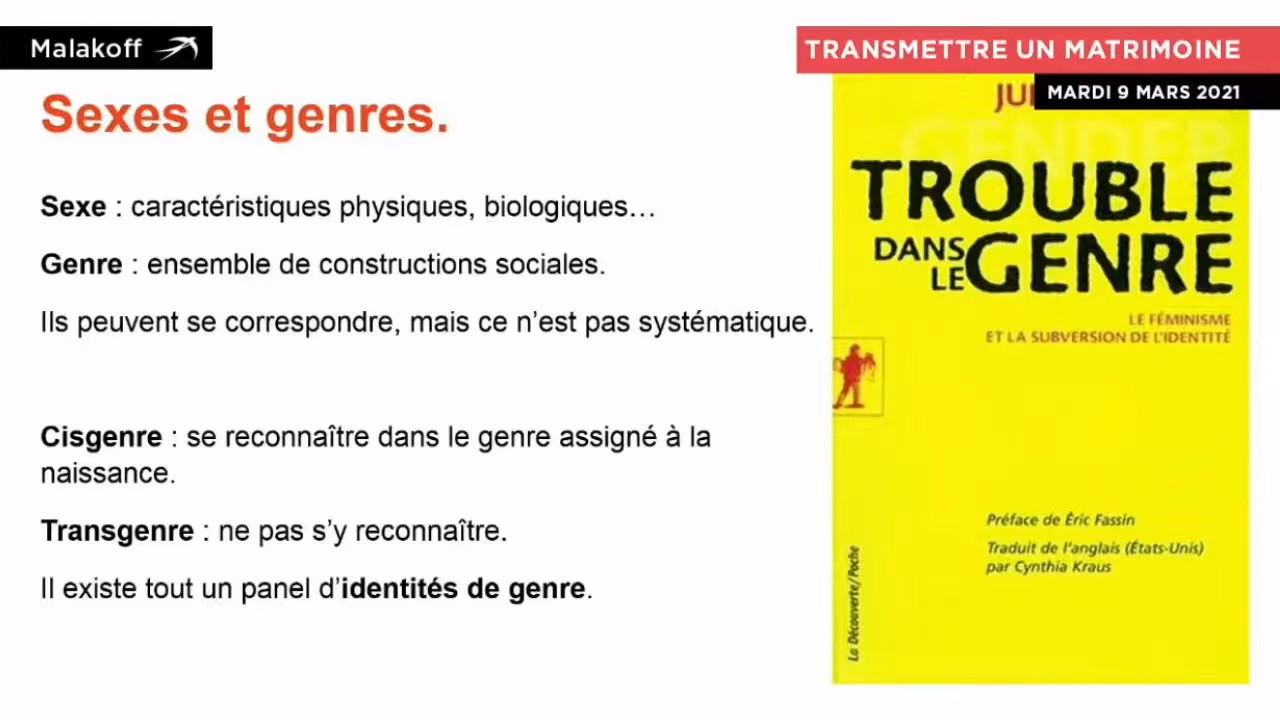 Malakoff
TRANSMETTRE UN MATRIMOINE
MARDI 9 MARS 2021
Sexes et genres.
Sexe : caractéristiques physiques, biologiques…
Genre : ensemble de constructions sociales.
Ils peuvent se correspondre, mais ce n’est pas systématique.
Cisgenre : se reconnaître dans le genre assigné à la
naissance.
Transgenre : ne pas s’y reconnaître.
Il existe tout un panel d’identités de genre.
GENDER
TROUBLE
DANS
LE GENRE
LE FÉMINISME
ET LA SUBVERSION DE L’IDENTITÉ
Préface de Éric Fassin
Traduit de l’anglais (États-Unis)
par Cynthia Kraus
La Découverte/Poche